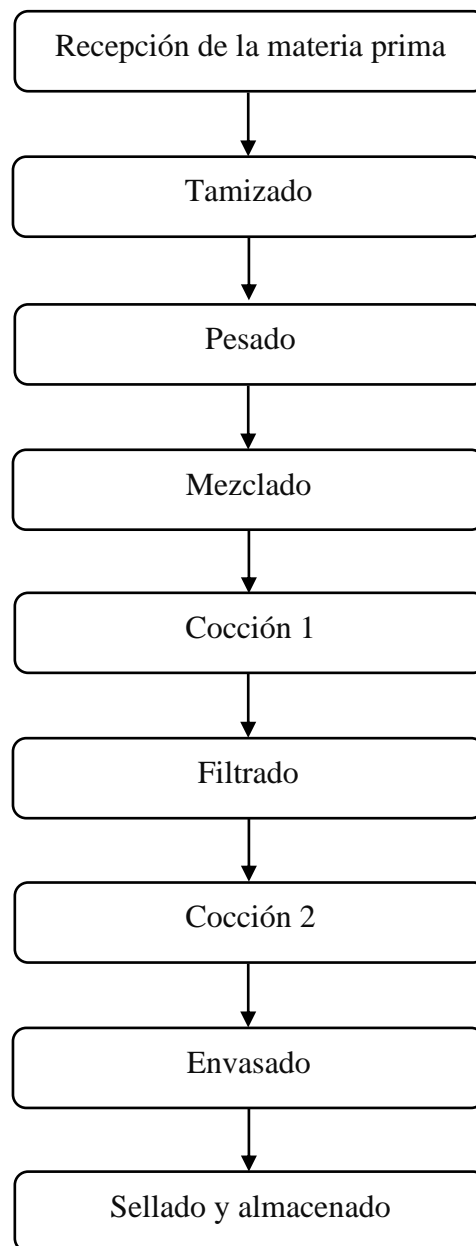 Recepción de la materia prima
Tamizado
Pesado
Mezclado
Cocción 1
Filtrado
Cocción 2
Envasado
Sellado y almacenado